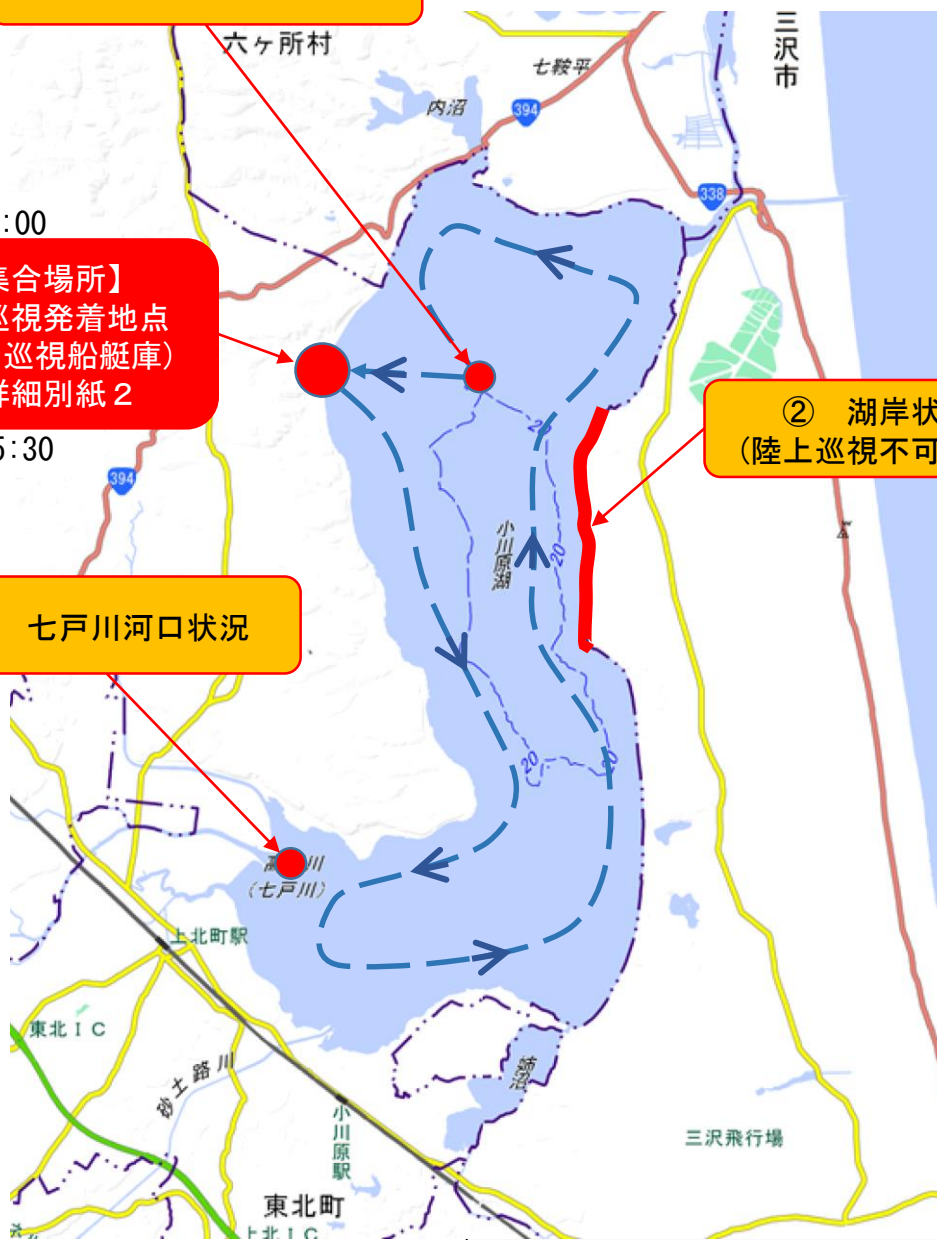 六ヶ所村
三沢市
七鞍平
内沼
394
338
:00
集合場所】
巡視発着地点
巡視船艇庫）
詳細別紙２
5:30
394
② 湖岸状
（陸上巡視不可
20
小川原湖
20
七戸川河口状況
20
20
川
（七戸川）
上北町駅
東北ＩＣ
砂土路川
姉沼
小川原駅
三沢飛行場
東北町
上北ＩＣ